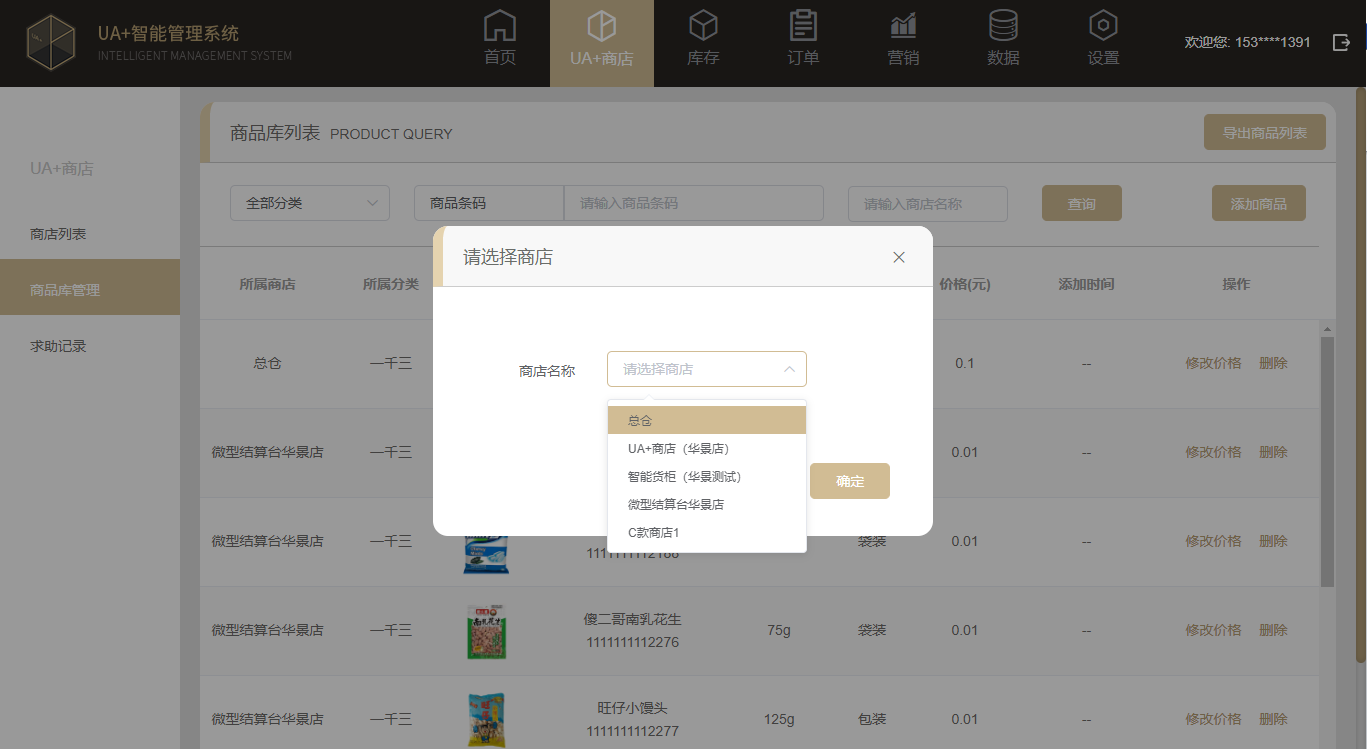 UA+智能管理系统
INTELLIGENT MANAGEMENT SYSTEM
首页
UA+商店
库存
订单
营销
数据
设置
欢迎您: 153****1391
UA+商店
商店列表
商品库管理
求助记录
商品库列表 PRODUCT QUERY
导出商品列表
全部分类
商品条码
请输入商品条码
请输入商店名称
查询
添加商品
所属商店
所属分类
价格(元)
添加时间
操作
请选择商店
商店名称
请选择商店
总仓
UA+商店（华景店）
智能货柜（华景测试）
微型结算台华景店
C款商店1
确定
总仓 一千三 0.1 -- 修改价格 删除
微型结算台华景店 一千三 0.01 -- 修改价格 删除
微型结算台华景店 一千三 袋装 0.01 -- 修改价格 删除
微型结算台华景店 一千三 傻二哥南乳花生 75g 袋装 0.01 -- 修改价格 删除
1111111112276
微型结算台华景店 一千三 旺仔小馒头 125g 包装 0.01 -- 修改价格 删除
1111111112277